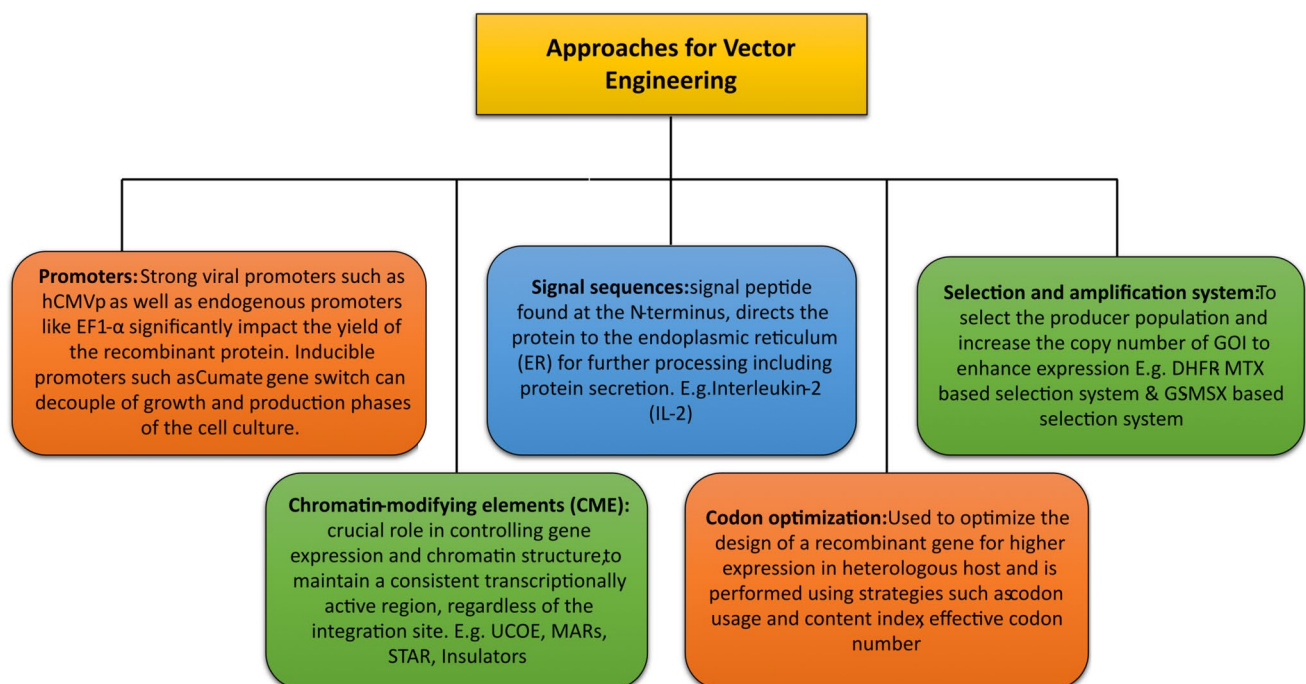 Approaches for Vector
Engineering
Promoters:Strong viral promoters such as
hCMVp as well as endogenous promoters
like EF1-α significantly impact the yield of
the recombinant protein. Inducible
promoters such asCumate gene switch can
decouple of growth and production phases
of the cell culture.
Signal sequences:signal peptide
found at the N-terminus, directs the
protein to the endoplasmic reticulum
(ER) for further processing including
protein secretion. E.g.Interleukin-2
(IL-2)
Selection and amplification system:To
select the producer population and
increase the copy number of GOI to
enhance expression E.g. DHFR MTX
based selection system & GSMSX based
selection system
Chromatin-modifying elements (CME):
crucial role in controlling gene
expression and chromatin structure,to
maintain a consistent transcriptionally
active region, regardless of the
integration site. E.g. UCOE, MARs,
STAR, Insulators
Codon optimization:Used to optimize the
design of a recombinant gene for higher
expression in heterologous host and is
performed using strategies such ascodon
usage and content index, effective codon
number